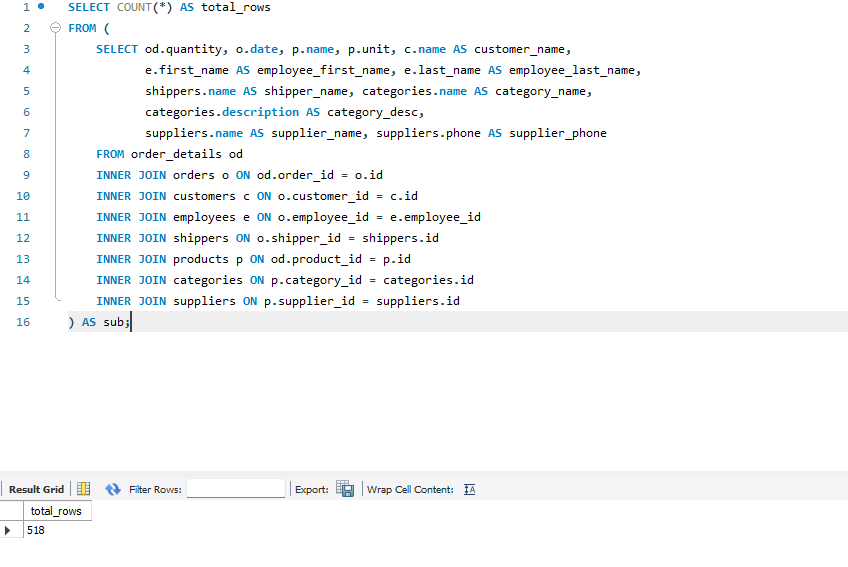 1 SELECT COUNT(*) AS total_rows
2 FROM (
3 SELECT od.quantity, o.date, p.name, p.unit, c.name AS customer_name,
4 e.first_name AS employee_first_name, e.last_name AS employee_last_name,
5 shippers.name AS shipper_name, categories.name AS category_name,
6 categories.description AS category_desc,
7 suppliers.name AS supplier_name, suppliers.phone AS supplier_phone
8 FROM order_details od
9 INNER JOIN orders o ON od.order_id = o.id
10 INNER JOIN customers c ON o.customer_id = c.id
11 INNER JOIN employees e ON o.employee_id = e.employee_id
12 INNER JOIN shippers ON o.shipper_id = shippers.id
13 INNER JOIN products p ON od.product_id = p.id
14 INNER JOIN categories ON p.category_id = categories.id
15 INNER JOIN suppliers ON p.supplier_id = suppliers.id
16 ) AS sub;
Result Grid Filter Rows: Export: Wrap Cell Content: IA
total_rows
518